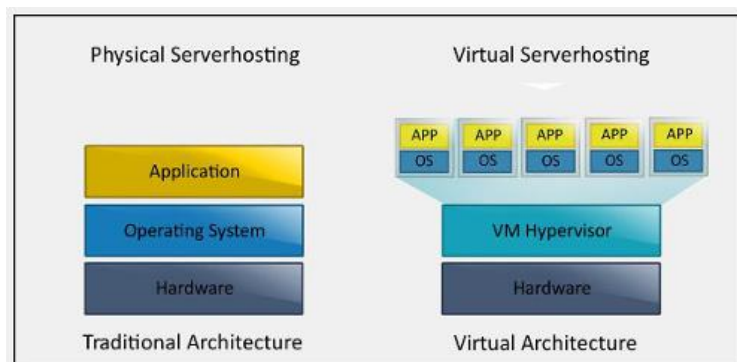 Physical Serverhosting
Virtual Serverhosting
Application
Operating System
Hardware
Traditional Architecture
APP APP APP APP APP
OS OS OS OS OS
VM Hypervisor
Hardware
Virtual Architecture